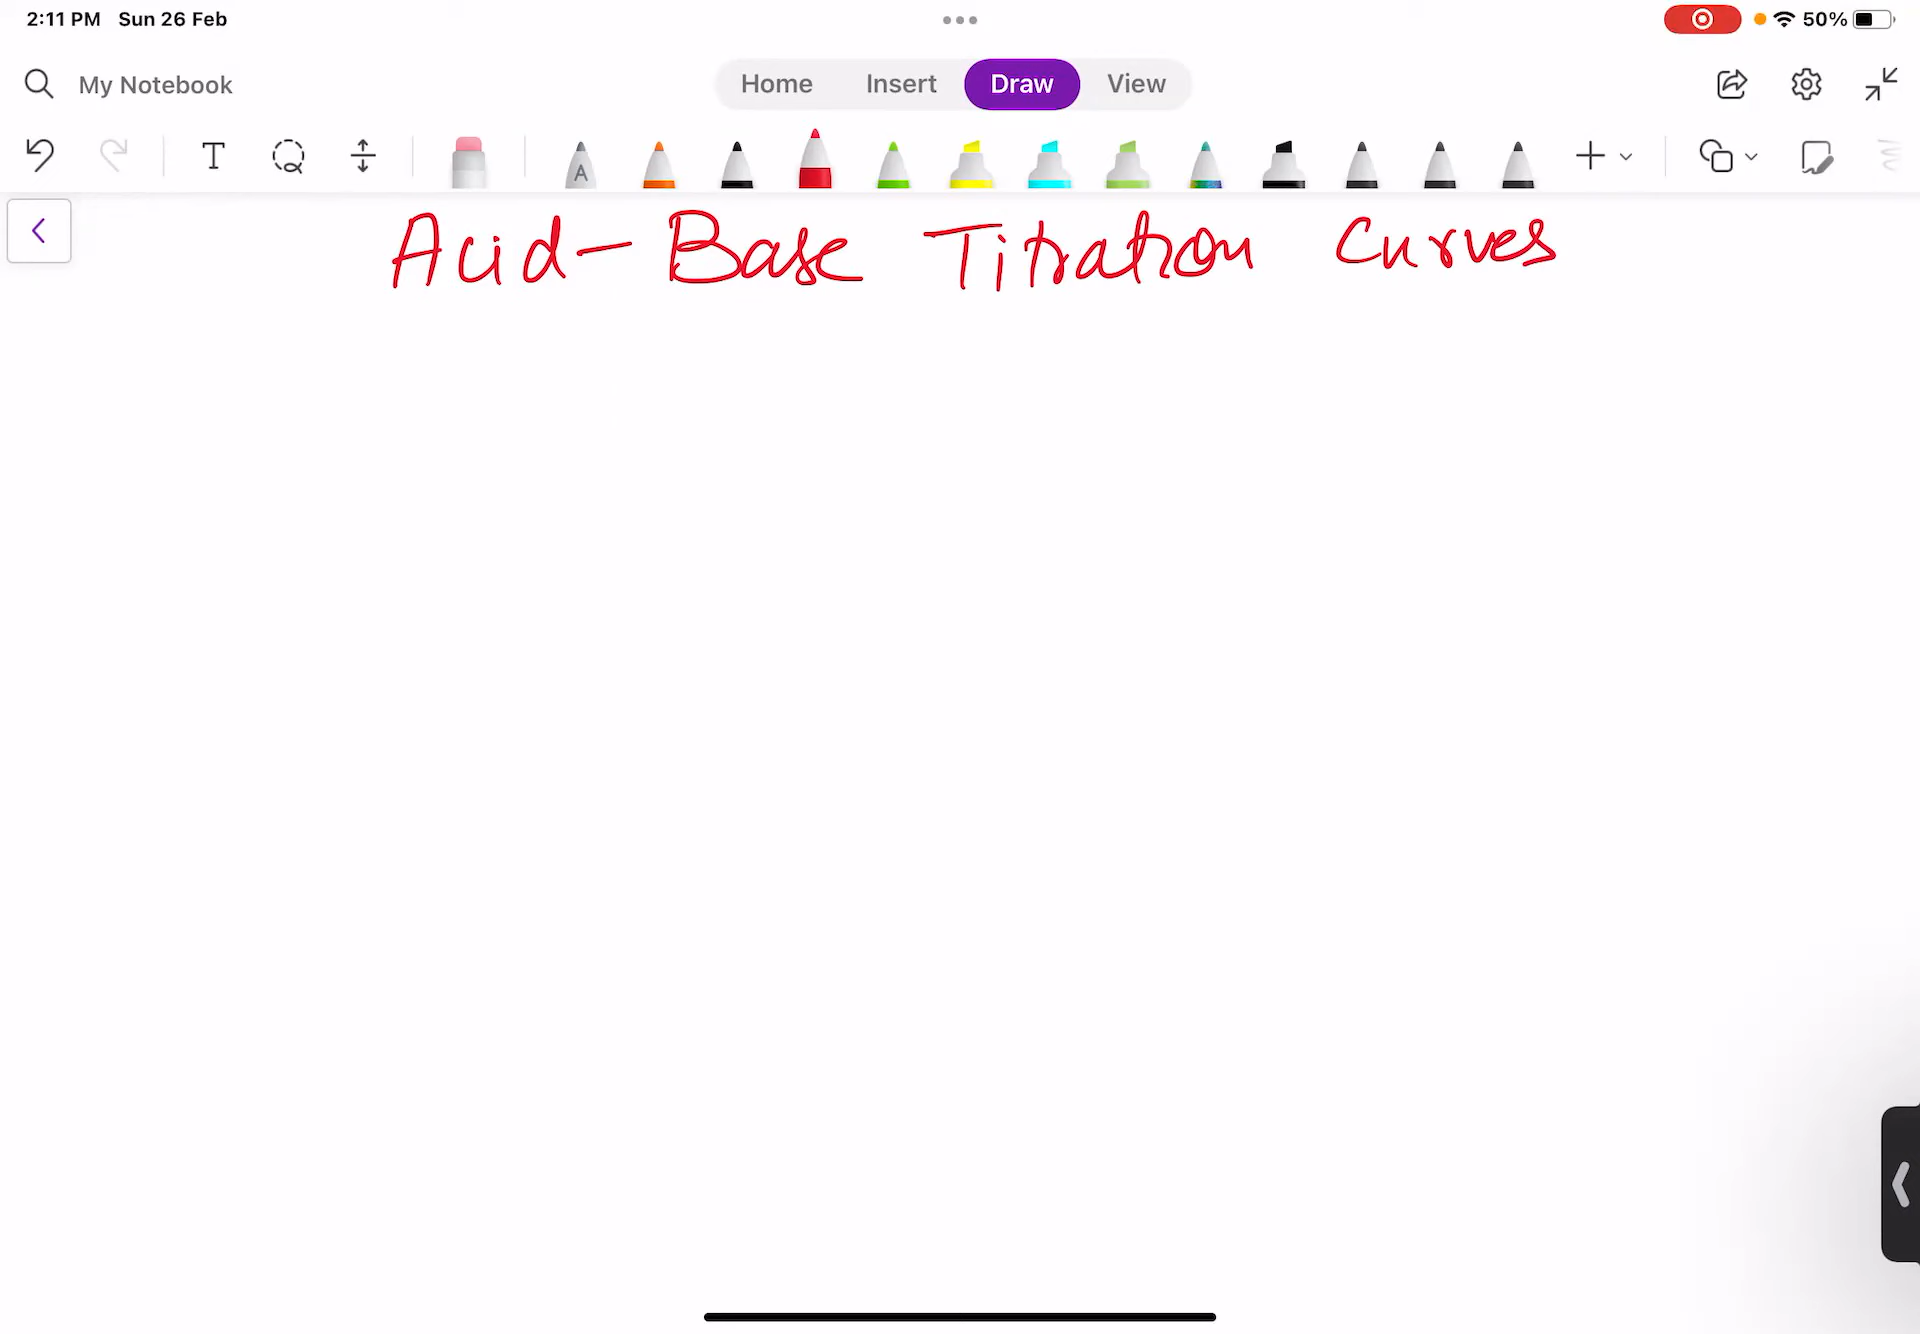 2:11 PM Sun 26 Feb 50%
My Notebook Home Insert Draw View
T A
Acid-Base Titration Curves